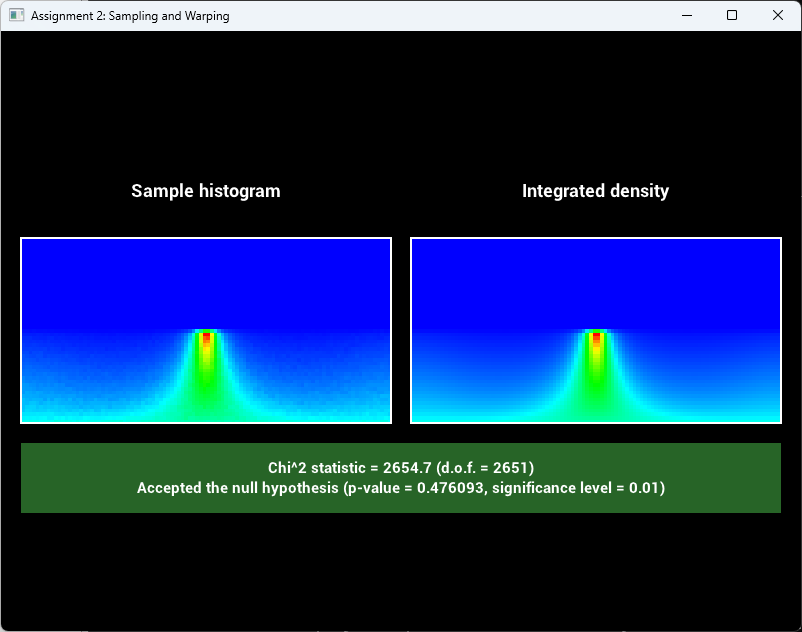 Assignment 2: Sampling and Warping
Sample histogram
Integrated density
Chi^2 statistic = 2654.7 (d.o.f. = 2651)
Accepted the null hypothesis (p-value = 0.476093, significance level = 0.01)